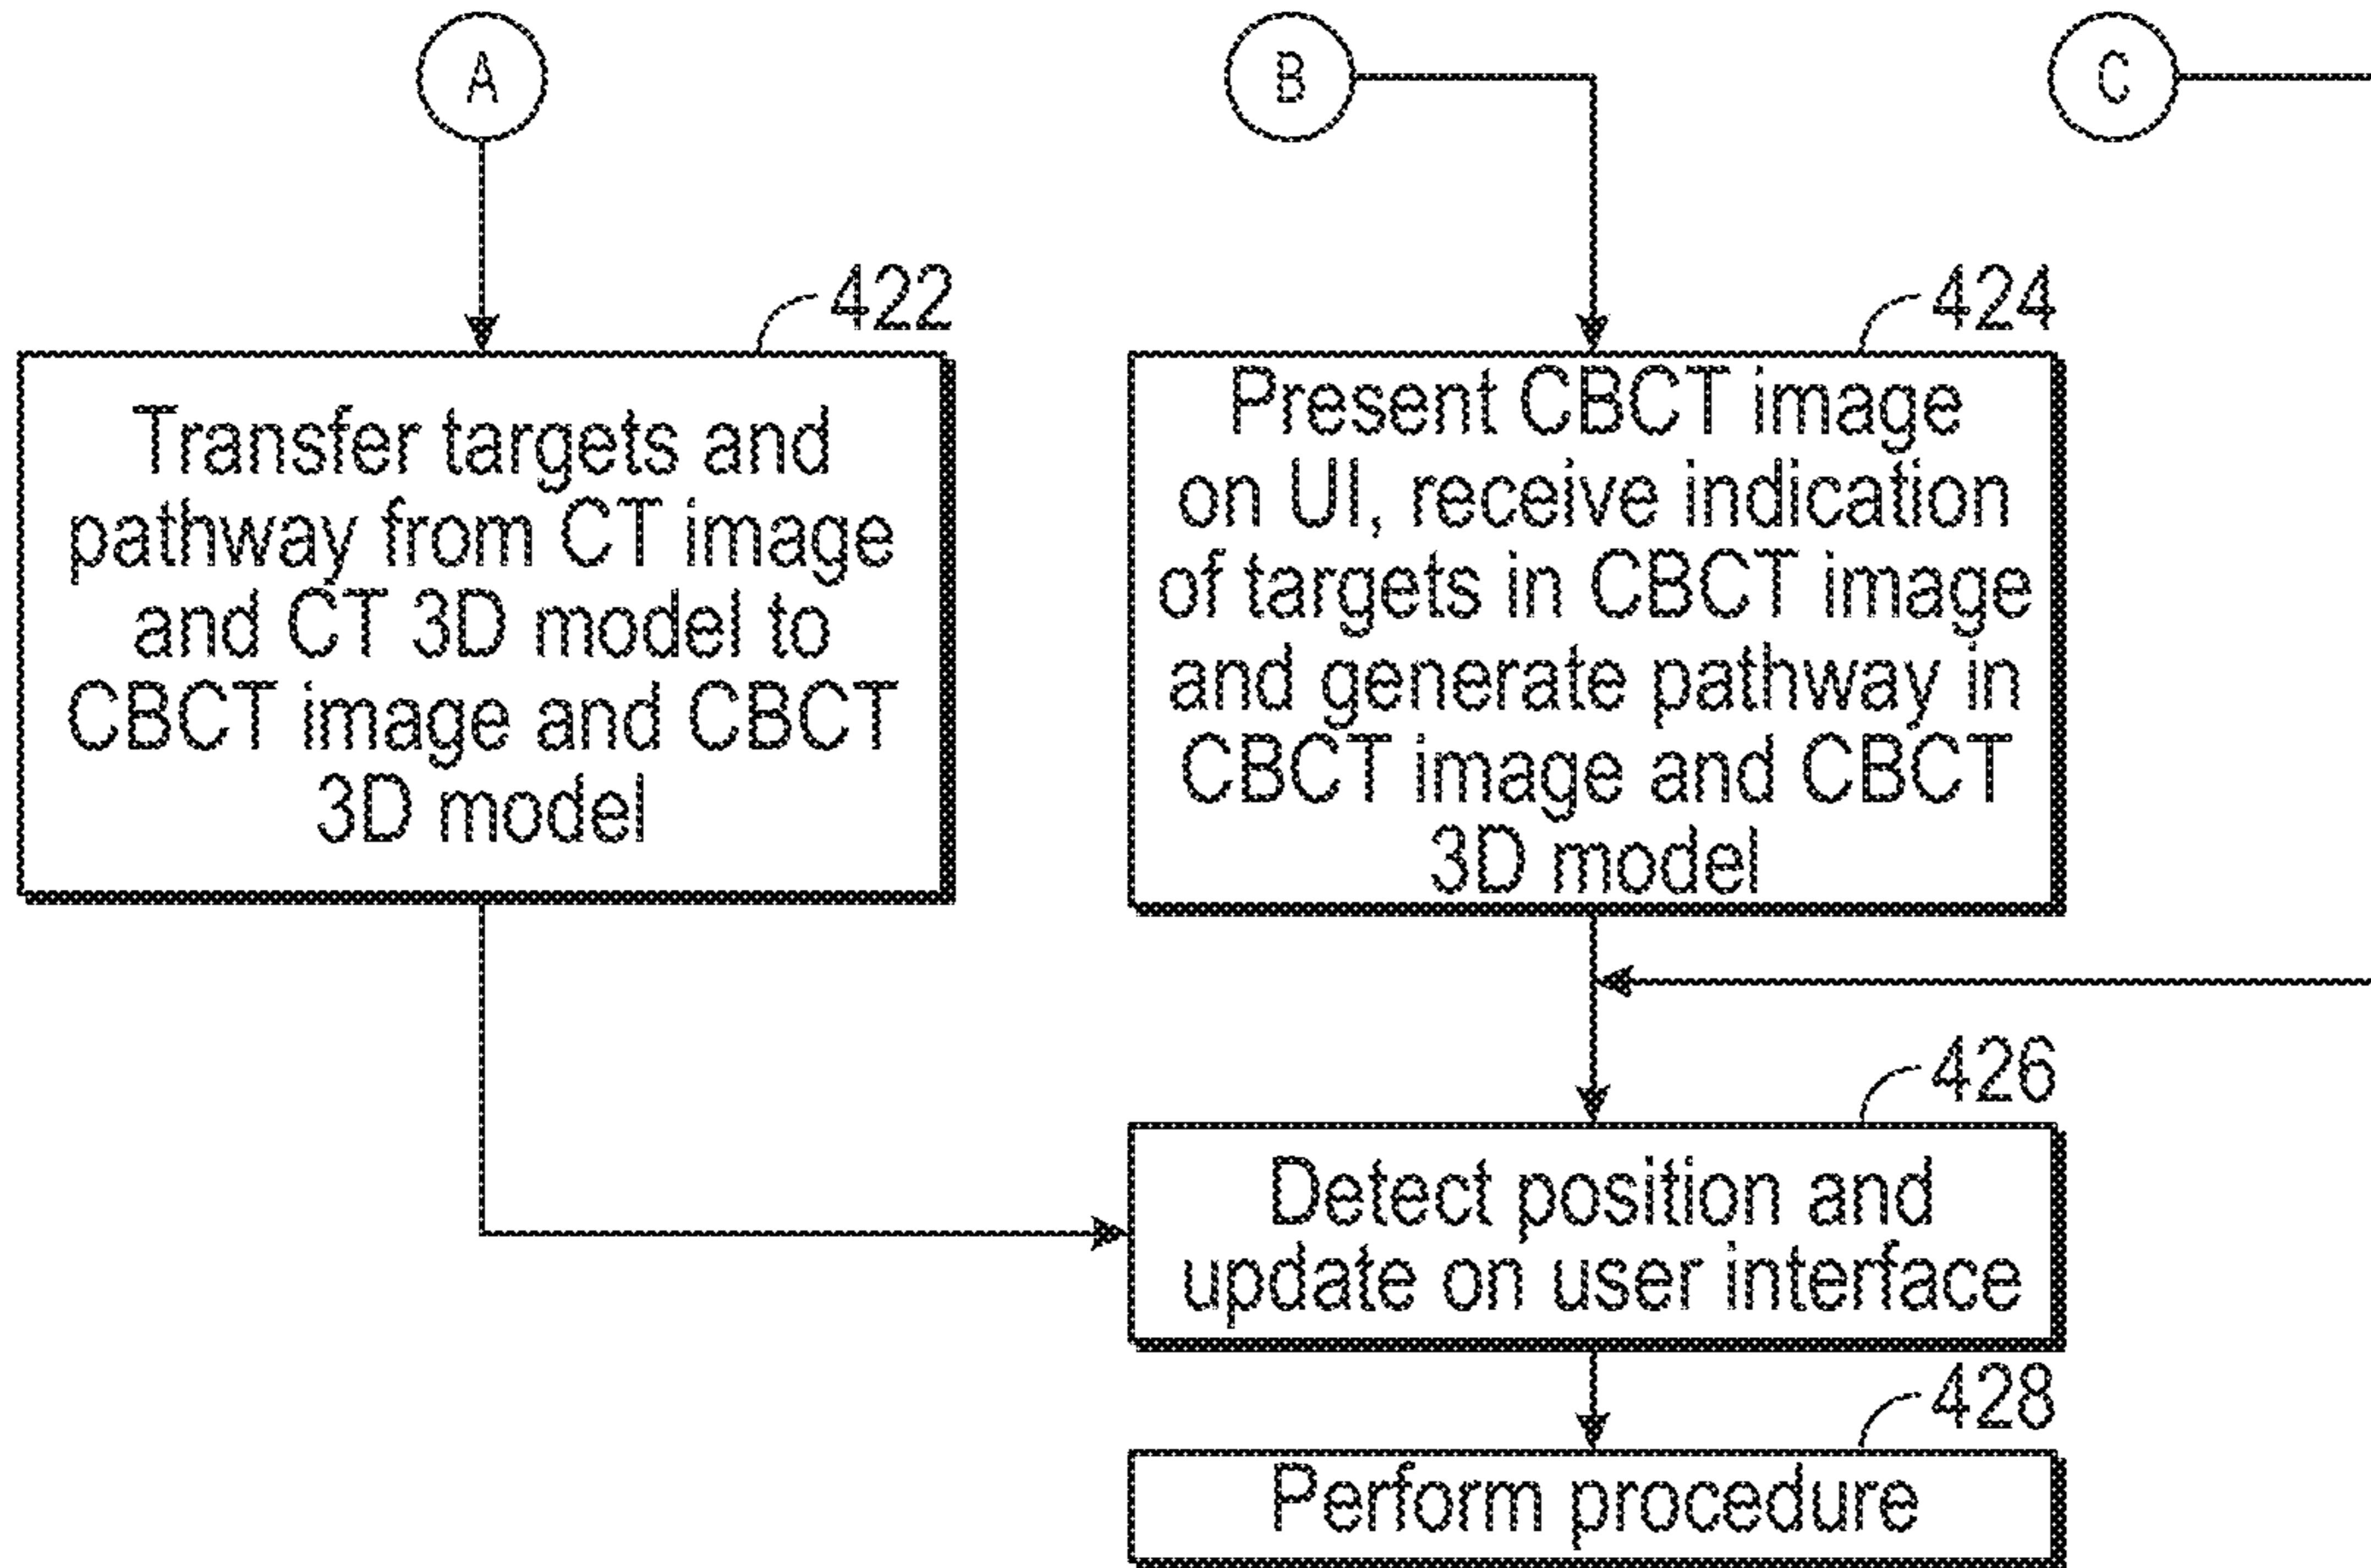 A
B
C
422
Transfer targets and
pathway from CT image
and CT 3D model to
CBCT image and CBCT
3D model
424
Present CBCT image
on UI, receive indication
of targets in CBCT image
and generate pathway in
CBCT image and CBCT
3D model
426
Detect position and
update on user interface
428
Perform procedure